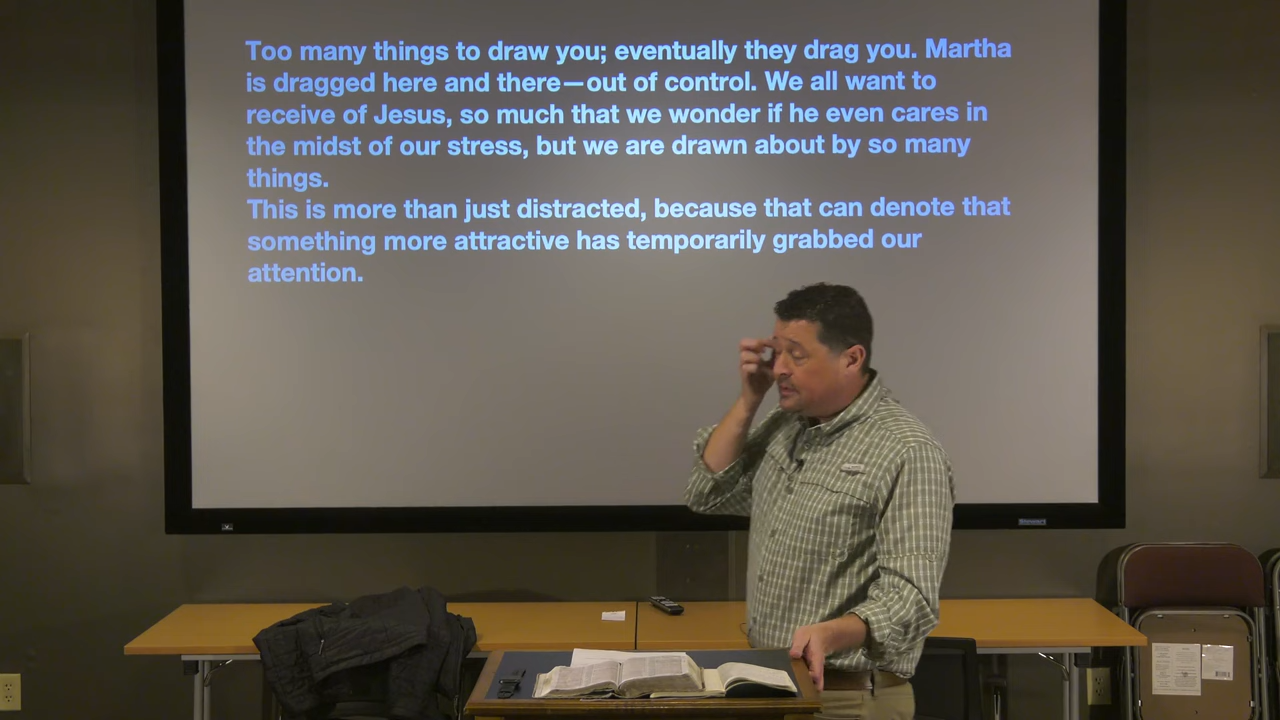 Too many things to draw you; eventually they drag you. Martha
is dragged here and there—out of control. We all want to
receive of Jesus, so much that we wonder if he even cares in
the midst of our stress, but we are drawn about by so many
things.
This is more than just distracted, because that can denote that
something more attractive has temporarily grabbed our
attention.
Stewart